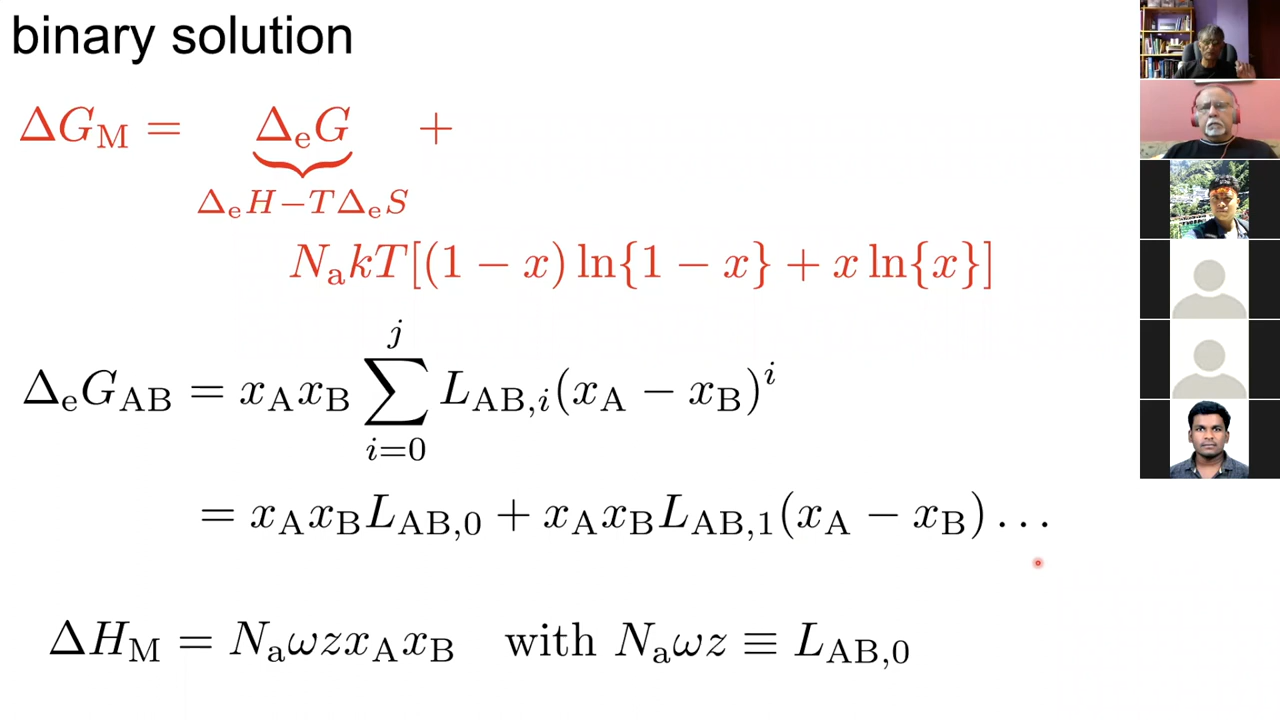 binary solution
ΔG_M = Δ_eG +
Δ_eH−TΔ_eS
N_akT[(1 − x) ln{1 − x} + x ln{x}]
Δ_eG_AB = x_Ax_B ∑_{i=0}^{j} L_AB,i(x_A − x_B)^i
= x_Ax_BL_AB,0 + x_Ax_BL_AB,1(x_A − x_B) …
ΔH_M = N_aωzx_Ax_B with N_aωz ≡ L_AB,0